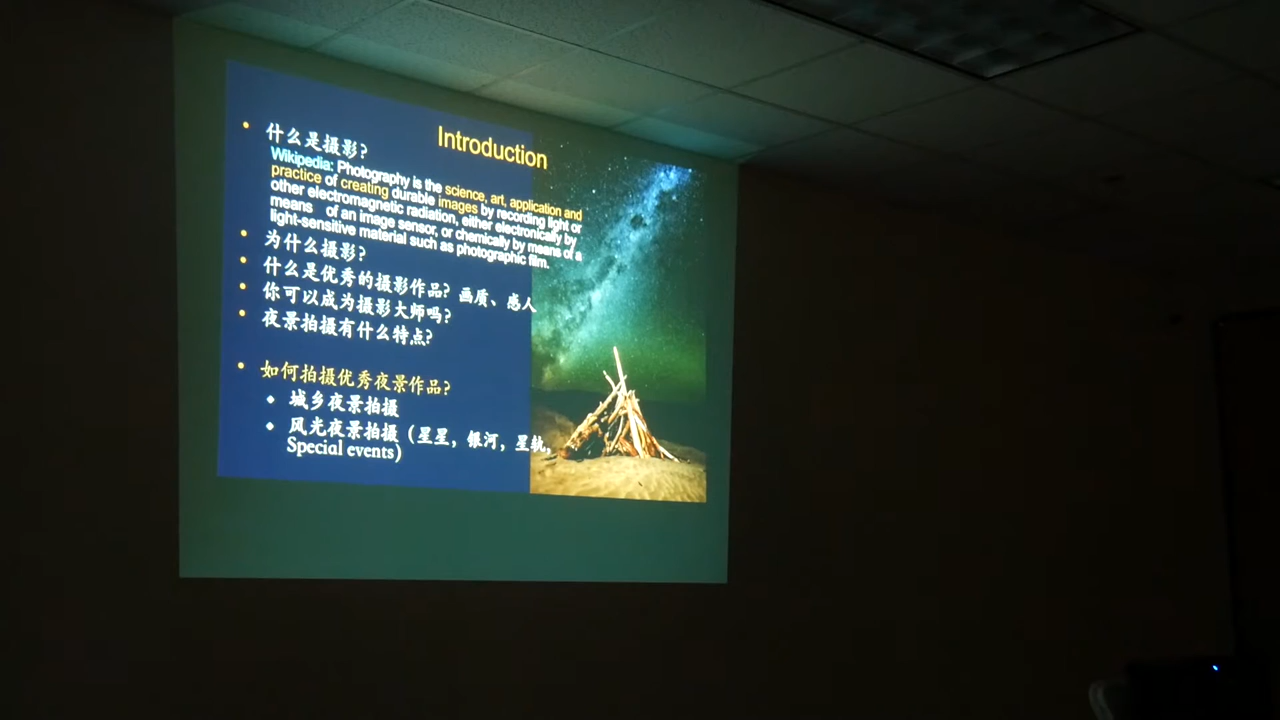 Introduction
• 什么是摄影?
Wikipedia: Photography is the science, art, application and
practice of creating durable images by recording light or
other electromagnetic radiation, either electronically by
means of an image sensor, or chemically by means of a
light-sensitive material such as photographic film.
• 为什么摄影?
• 什么是优秀的摄影作品? 画质、感人
• 你可以成为摄影大师吗?
• 夜景拍摄有什么特点?
• 如何拍摄优秀夜景作品?
城乡夜景拍摄
风光夜景拍摄（星星，银河，星轨，
Special events)